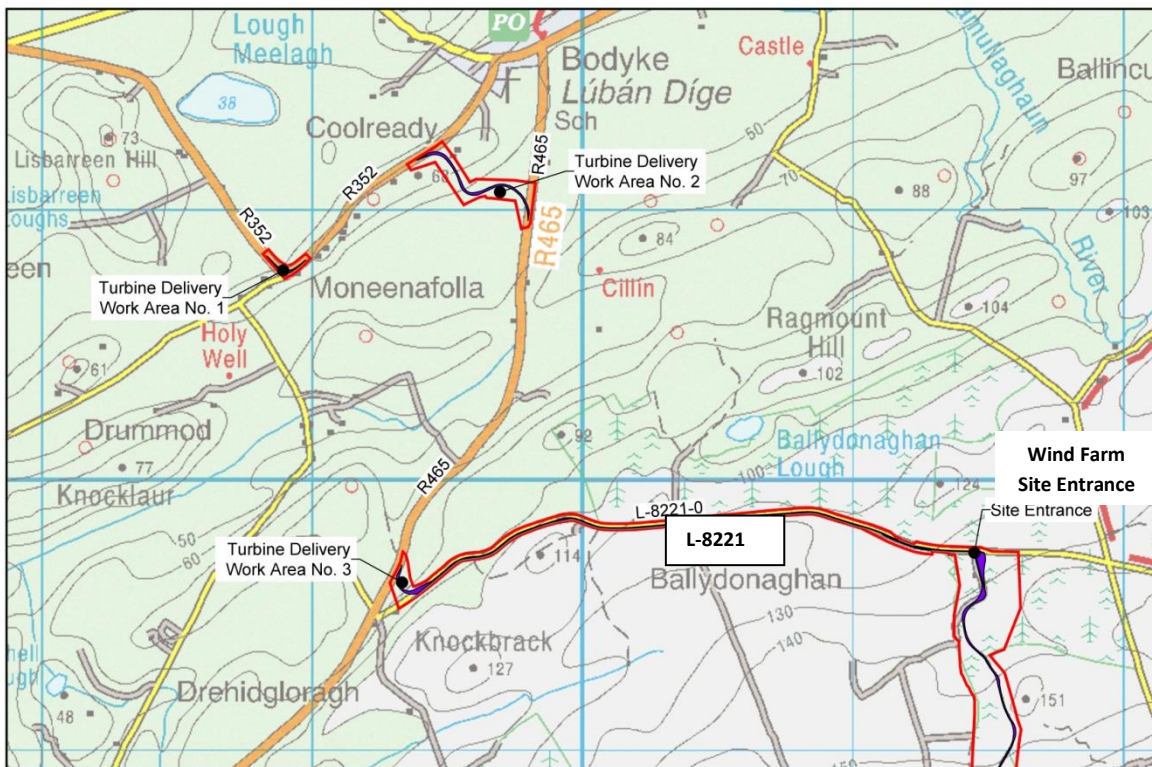 PO
Lough
Meelagh
Bodyke
Lúbán Díge
Castle
Ballincu
38
Coolready
Sch
R465
73
Lisbarreen Hill
50
Turbine Delivery
Work Area No. 2
R352
68
70
88
97
103
Lisbarreen
Loughs
R352
R465
84
een
Turbine Delivery
Work Area No. 1
Moneenafolla
Cillín
River
104
Holy
Well
Ragmount
Hill
102
61
Drummod
92
77
Ballydonaghan
Lough
Wind Farm
Site Entrance
Knocklaur
R465
100
124
Site Entrance
L-8221-0
50
60
L-8221
Turbine Delivery
Work Area No. 3
114
Ballydonaghan
130
Knockbrack
140
127
Drehidgloragh
48
151
150